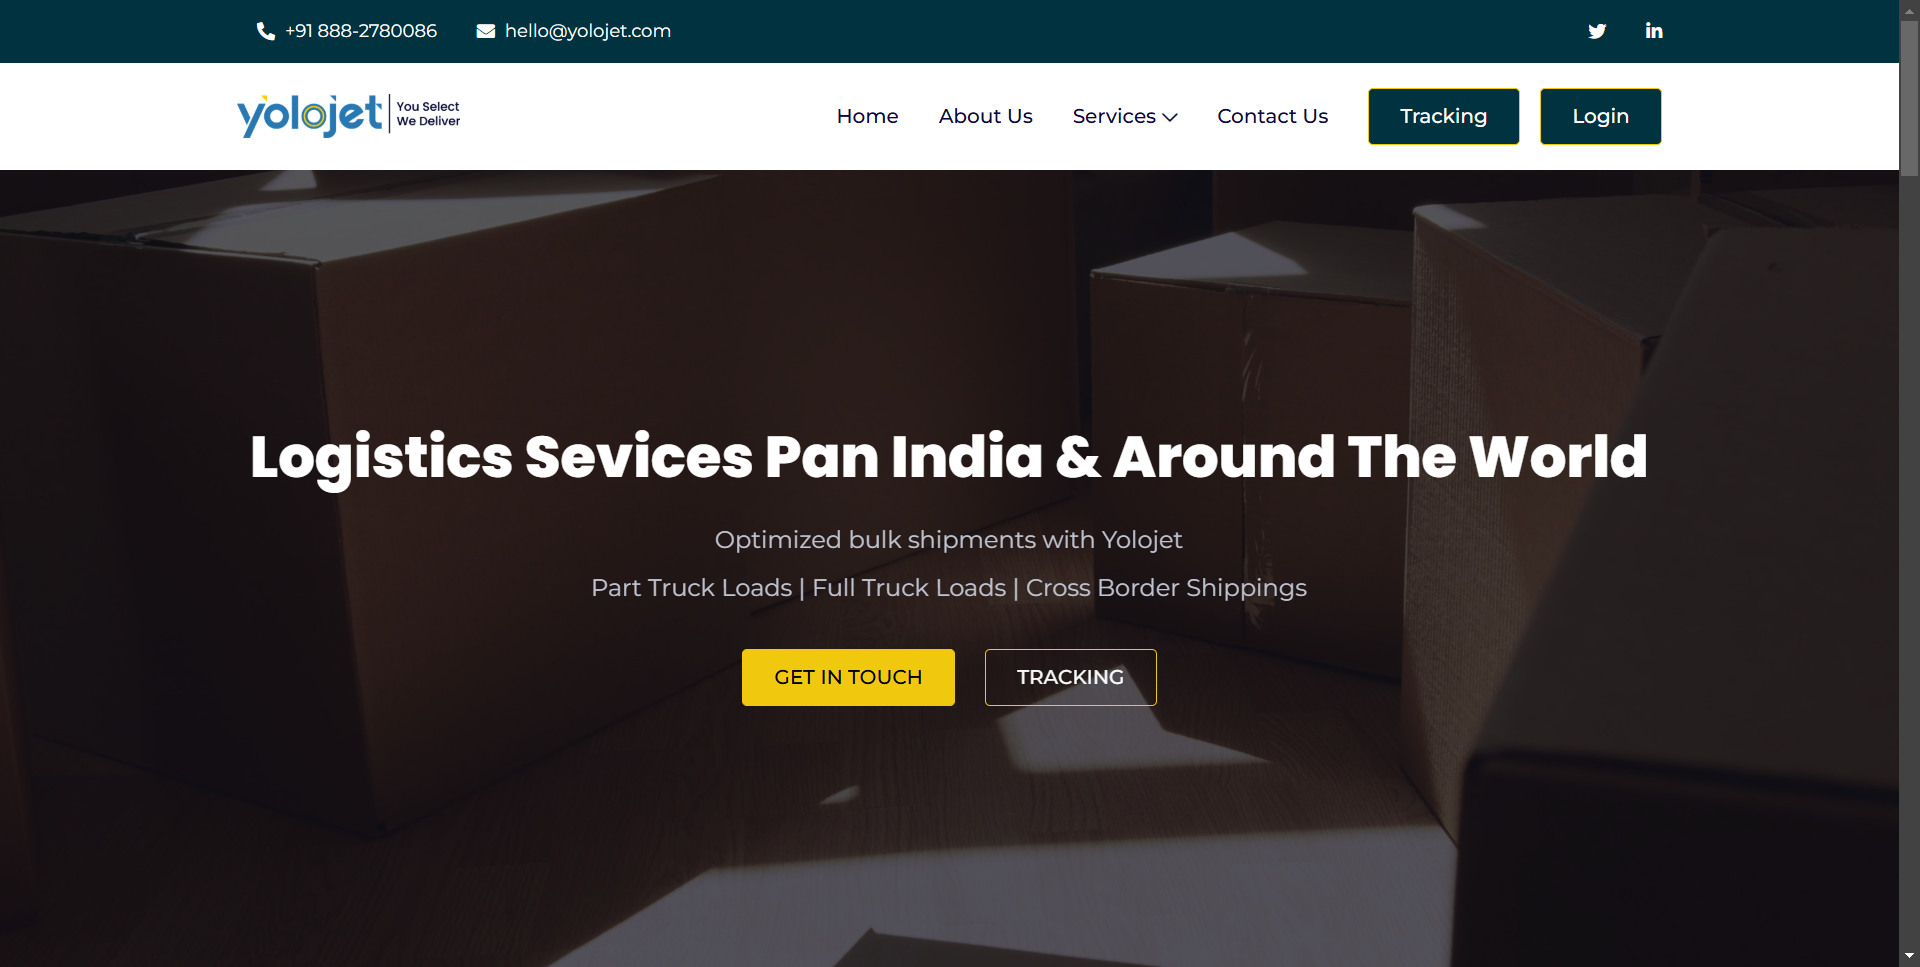 +91 888-2780086
hello@yolojet.com
yolojet
You Select
We Deliver
Home
About Us
Services
Contact Us
Tracking
Login
Logistics Sevices Pan India & Around The World
Optimized bulk shipments with Yolojet
Part Truck Loads | Full Truck Loads | Cross Border Shippings
GET IN TOUCH
TRACKING